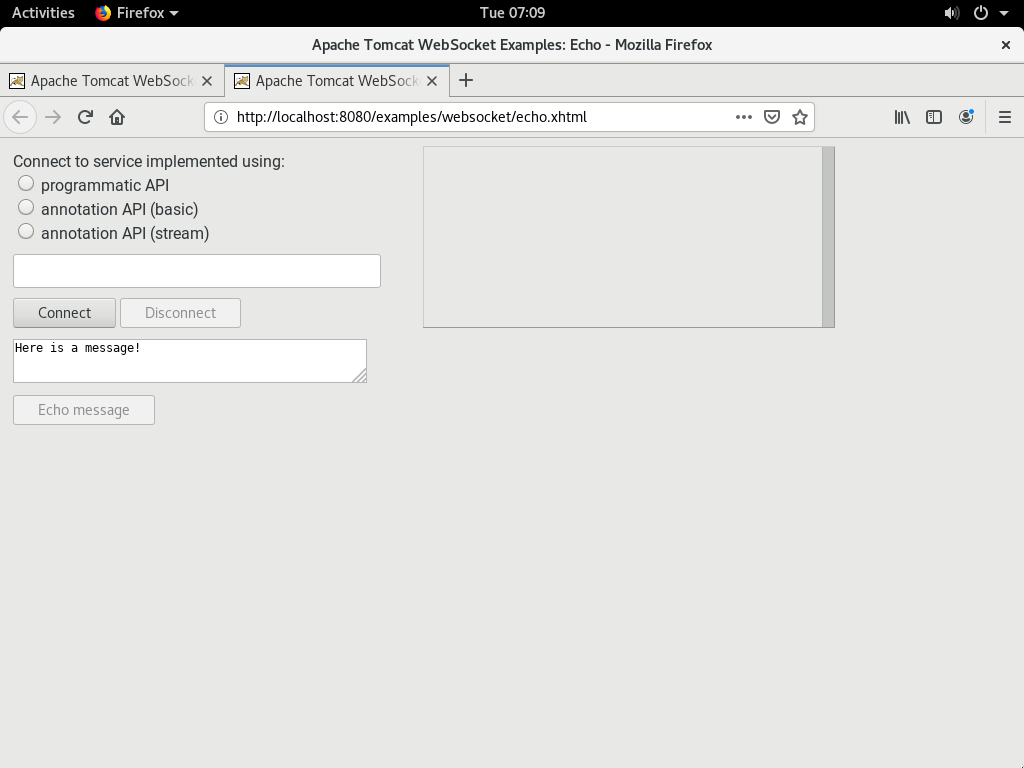 Activities Firefox Tue 07:09
Apache Tomcat WebSocket Examples: Echo - Mozilla Firefox
Apache Tomcat WebSock Apache Tomcat WebSock
http://localhost:8080/examples/websocket/echo.xhtml
Connect to service implemented using:
programmatic API
annotation API (basic)
annotation API (stream)
Connect Disconnect
Here is a message!
Echo message